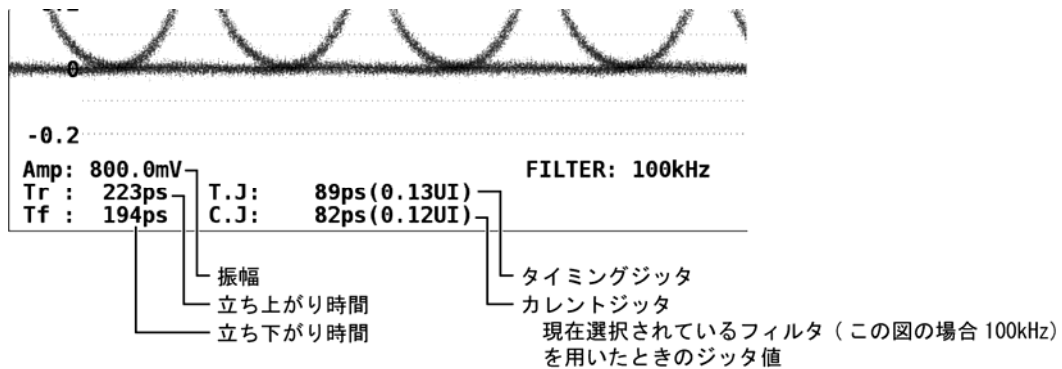 0
-0.2
Amp: 800.0mV FILTER: 100kHz
Tr : 223ps T.J: 89ps(0.13UI)
Tf : 194ps C.J: 82ps(0.12UI)
振幅 タイミングジッタ
立ち上がり時間 カレントジッタ
立ち下がり時間 現在選択されているフィルタ ( この図の場合 100kHz)
を用いたときのジッタ値